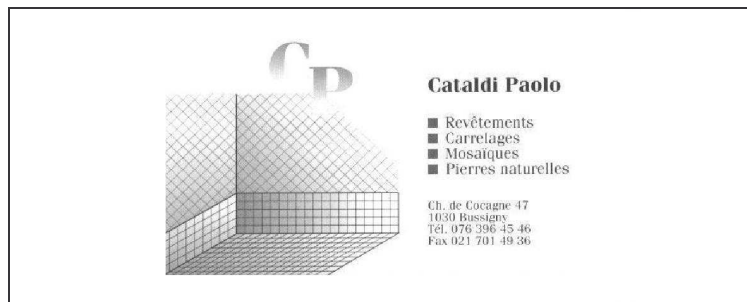 CP
Cataldi Paolo
Revêtements
Carrelages
Mosaïques
Pierres naturelles
Ch. de Cocagne 47
1030 Bussigny
Tél. 076 396 45 46
Fax 021 701 49 36